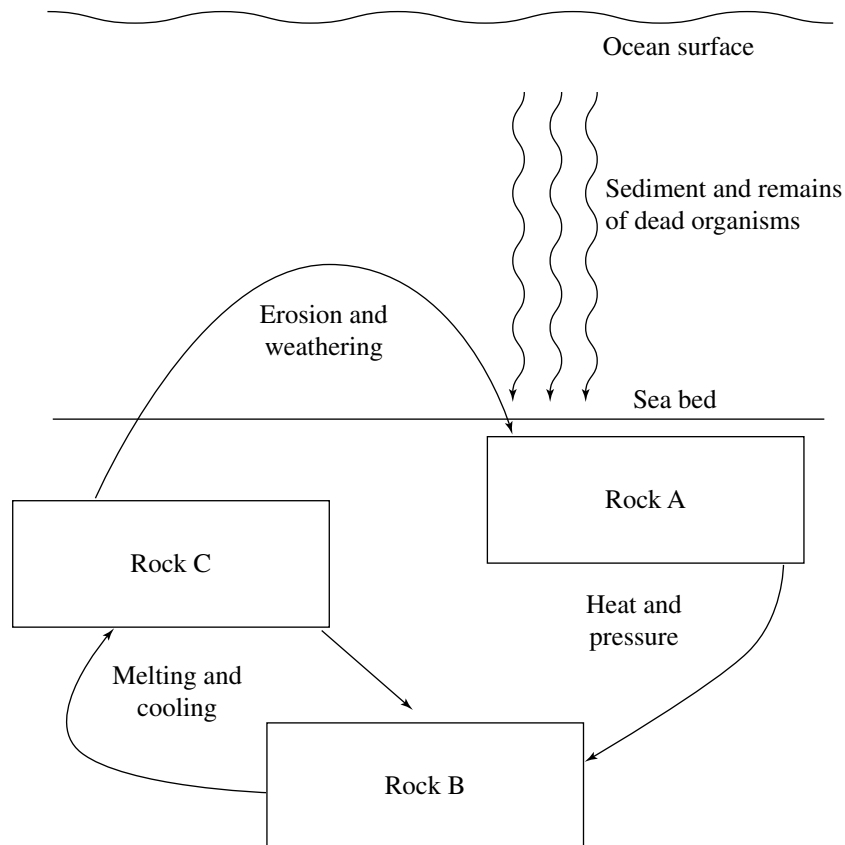 Ocean surface
Sediment and remains
of dead organisms
Erosion and
weathering
Sea bed
Rock A
Rock C
Heat and
pressure
Melting and
cooling
Rock B